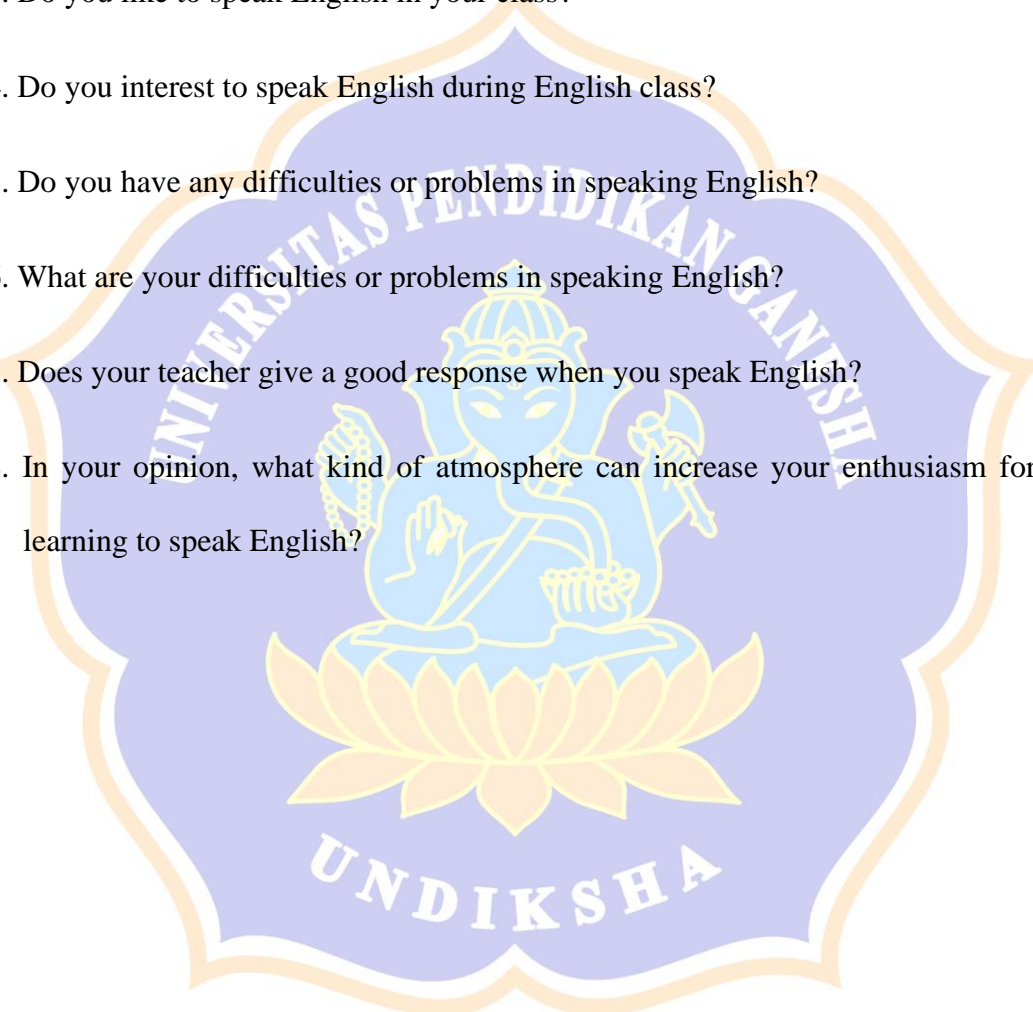 . Do you like to speak English in your class?
. Do you interest to speak English during English class?
. Do you have any difficulties or problems in speaking English?
. What are your difficulties or problems in speaking English?
. Does your teacher give a good response when you speak English?
. In your opinion, what kind of atmosphere can increase your enthusiasm for
learning to speak English?
UNIVERSITAS PENDIDIKAN GANESHA
UNDIKSHA